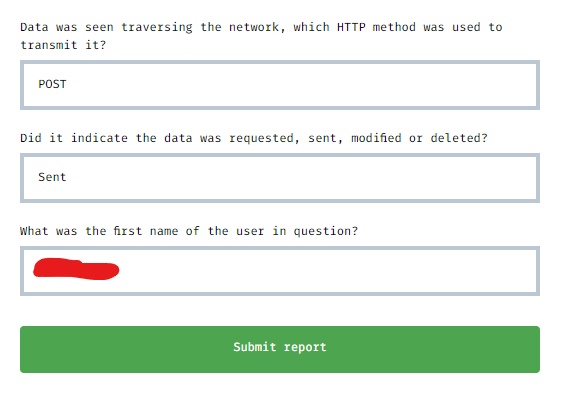 Data was seen traversing the network, which HTTP method was used to
transmit it?
POST
Did it indicate the data was requested, sent, modified or deleted?
Sent
What was the first name of the user in question?
Submit report